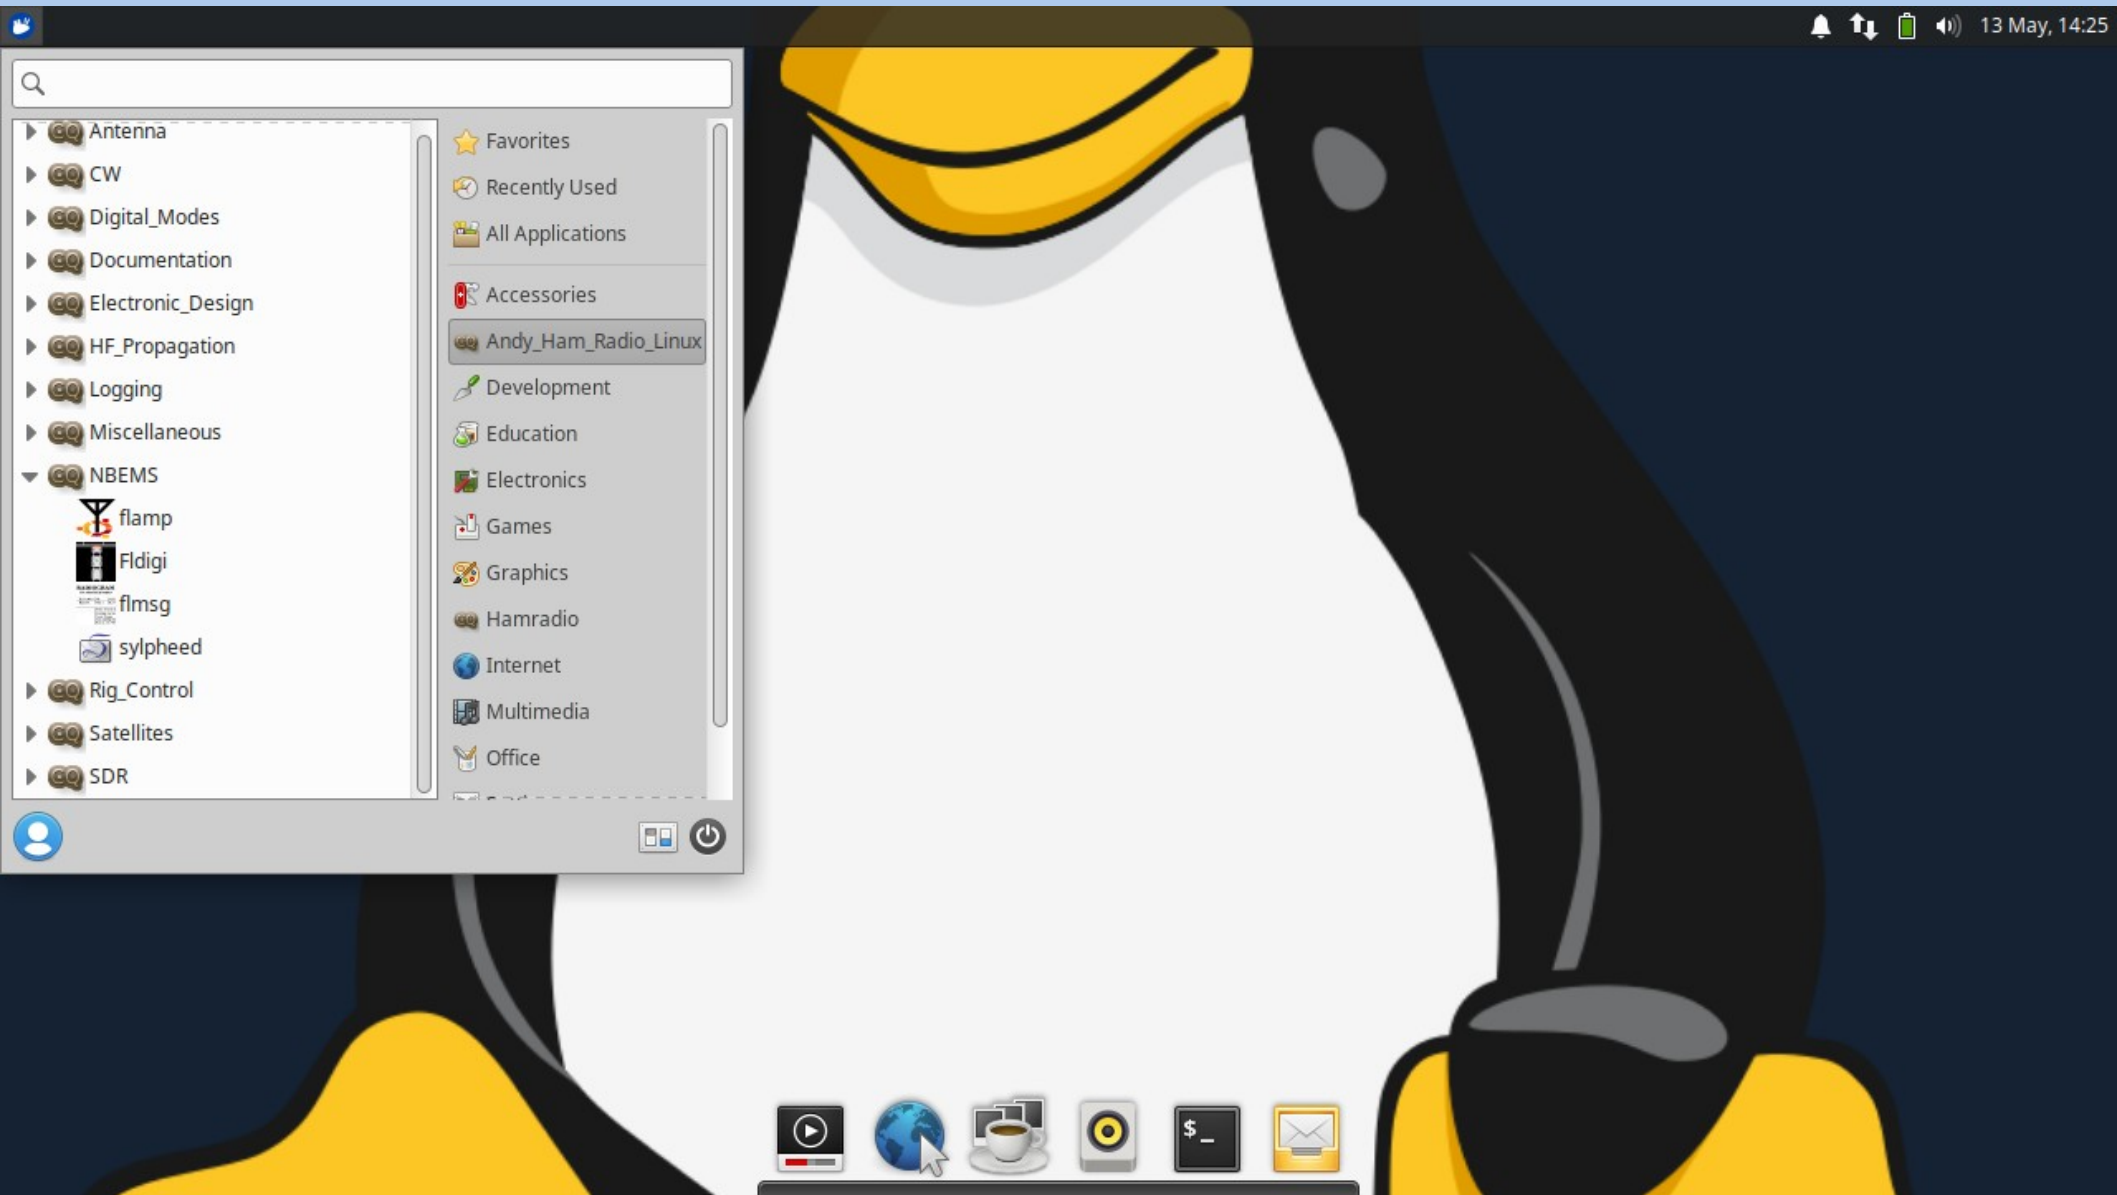 13 May, 14:25
Antenna
CW
Digital_Modes
Documentation
Electronic_Design
HF_Propagation
Logging
Miscellaneous
NBEMS
flamp
Fldigi
flmsg
sylpheed
Rig_Control
Satellites
SDR
Favorites
Recently Used
All Applications
Accessories
Andy_Ham_Radio_Linux
Development
Education
Electronics
Games
Graphics
Hamradio
Internet
Multimedia
Office
$_